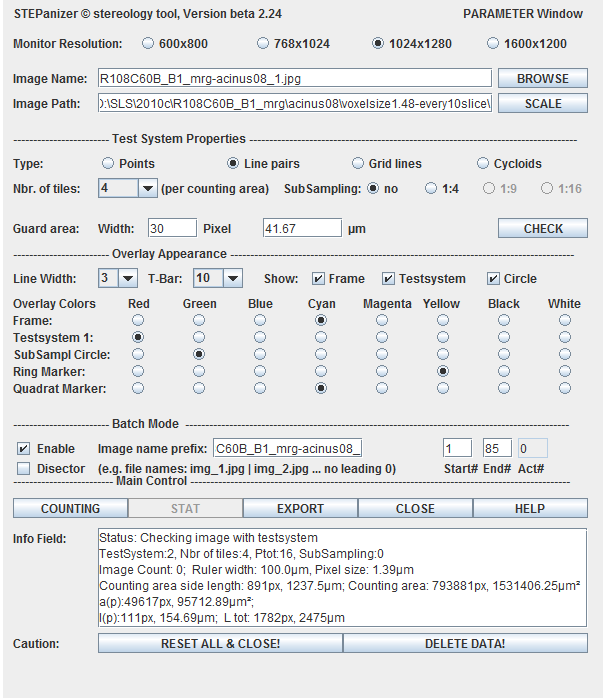 STEPanizer © stereology tool, Version beta 2.24 PARAMETER Window
Monitor Resolution: 600x800 768x1024 1024x1280 1600x1200
Image Name: R108C60B_B1_mrg-acinus08_1.jpg BROWSE
Image Path: ):\SLS\2010c\R108C60B_B1_mrg\acinus08\voxelsize1.48-every10slice\ SCALE
Test System Properties
Type: Points Line pairs Grid lines Cycloids
Nbr. of tiles: 4 (per counting area) SubSampling: no 1:4 1:9 1:16
Guard area: Width: 30 Pixel 41.67 µm CHECK
Overlay Appearance
Line Width: 3 T-Bar: 10 Show: Frame Testsystem Circle
Overlay Colors Red Green Blue Cyan Magenta Yellow Black White
Frame:
Testsystem 1:
SubSampl Circle:
Ring Marker:
Quadrat Marker:
Batch Mode
Enable Image name prefix: C60B_B1_mrg-acinus08_ 1 85 0
Disector (e.g. file names: img_1.jpg | img_2.jpg ... no leading 0) Start# End# Act#
Main Control
COUNTING STAT EXPORT CLOSE HELP
Info Field: Status: Checking image with testsystem
TestSystem:2, Nbr of tiles:4, Ptot:16, SubSampling:0
Image Count: 0; Ruler width: 100.0µm, Pixel size: 1.39µm
Counting area side length: 891px, 1237.5µm; Counting area: 793881px, 1531406.25µm²
a(p):49617px, 95712.89µm²;
l(p):111px, 154.69µm; L tot: 1782px, 2475µm
Caution: RESET ALL & CLOSE! DELETE DATA!